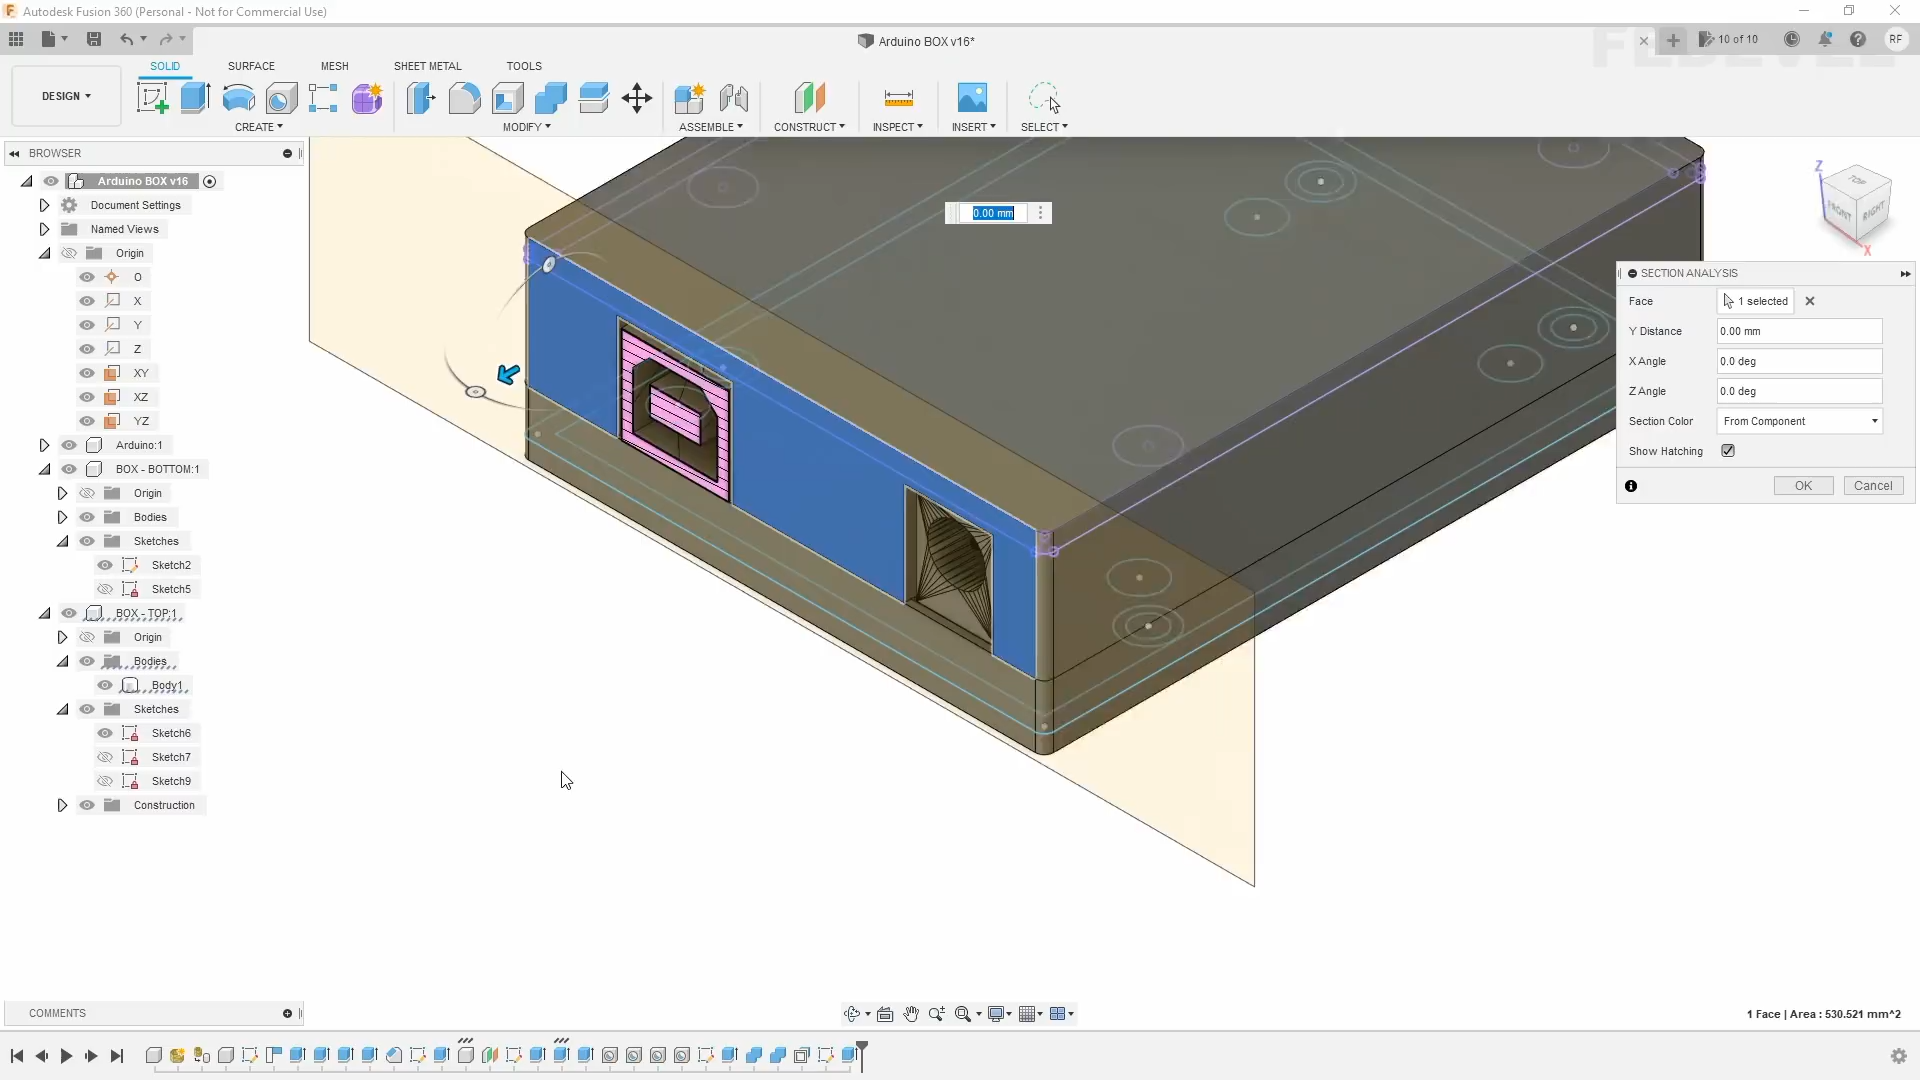 Autodesk Fusion 360 (Personal - Not for Commercial Use)
Arduino BOX v16*
10 of 10
RF
DESIGN
SOLID
SURFACE
MESH
SHEET METAL
TOOLS
CREATE
MODIFY
ASSEMBLE
CONSTRUCT
INSPECT
INSERT
SELECT
BROWSER
Arduino BOX v16
Document Settings
Named Views
Origin
O
X
Y
Z
XY
XZ
YZ
Arduino:1
BOX - BOTTOM:1
Origin
Bodies
Sketches
Sketch2
Sketch5
BOX - TOP:1
Origin
Bodies
Body1
Sketches
Sketch6
Sketch7
Sketch9
Construction
0.00 mm
Z
TOP
FRONT
RIGHT
X
SECTION ANALYSIS
Face
1 selected
Y Distance
0.00 mm
X Angle
0.0 deg
Z Angle
0.0 deg
Section Color
From Component
Show Hatching
OK
Cancel
COMMENTS
1 Face | Area : 530.521 mm^2